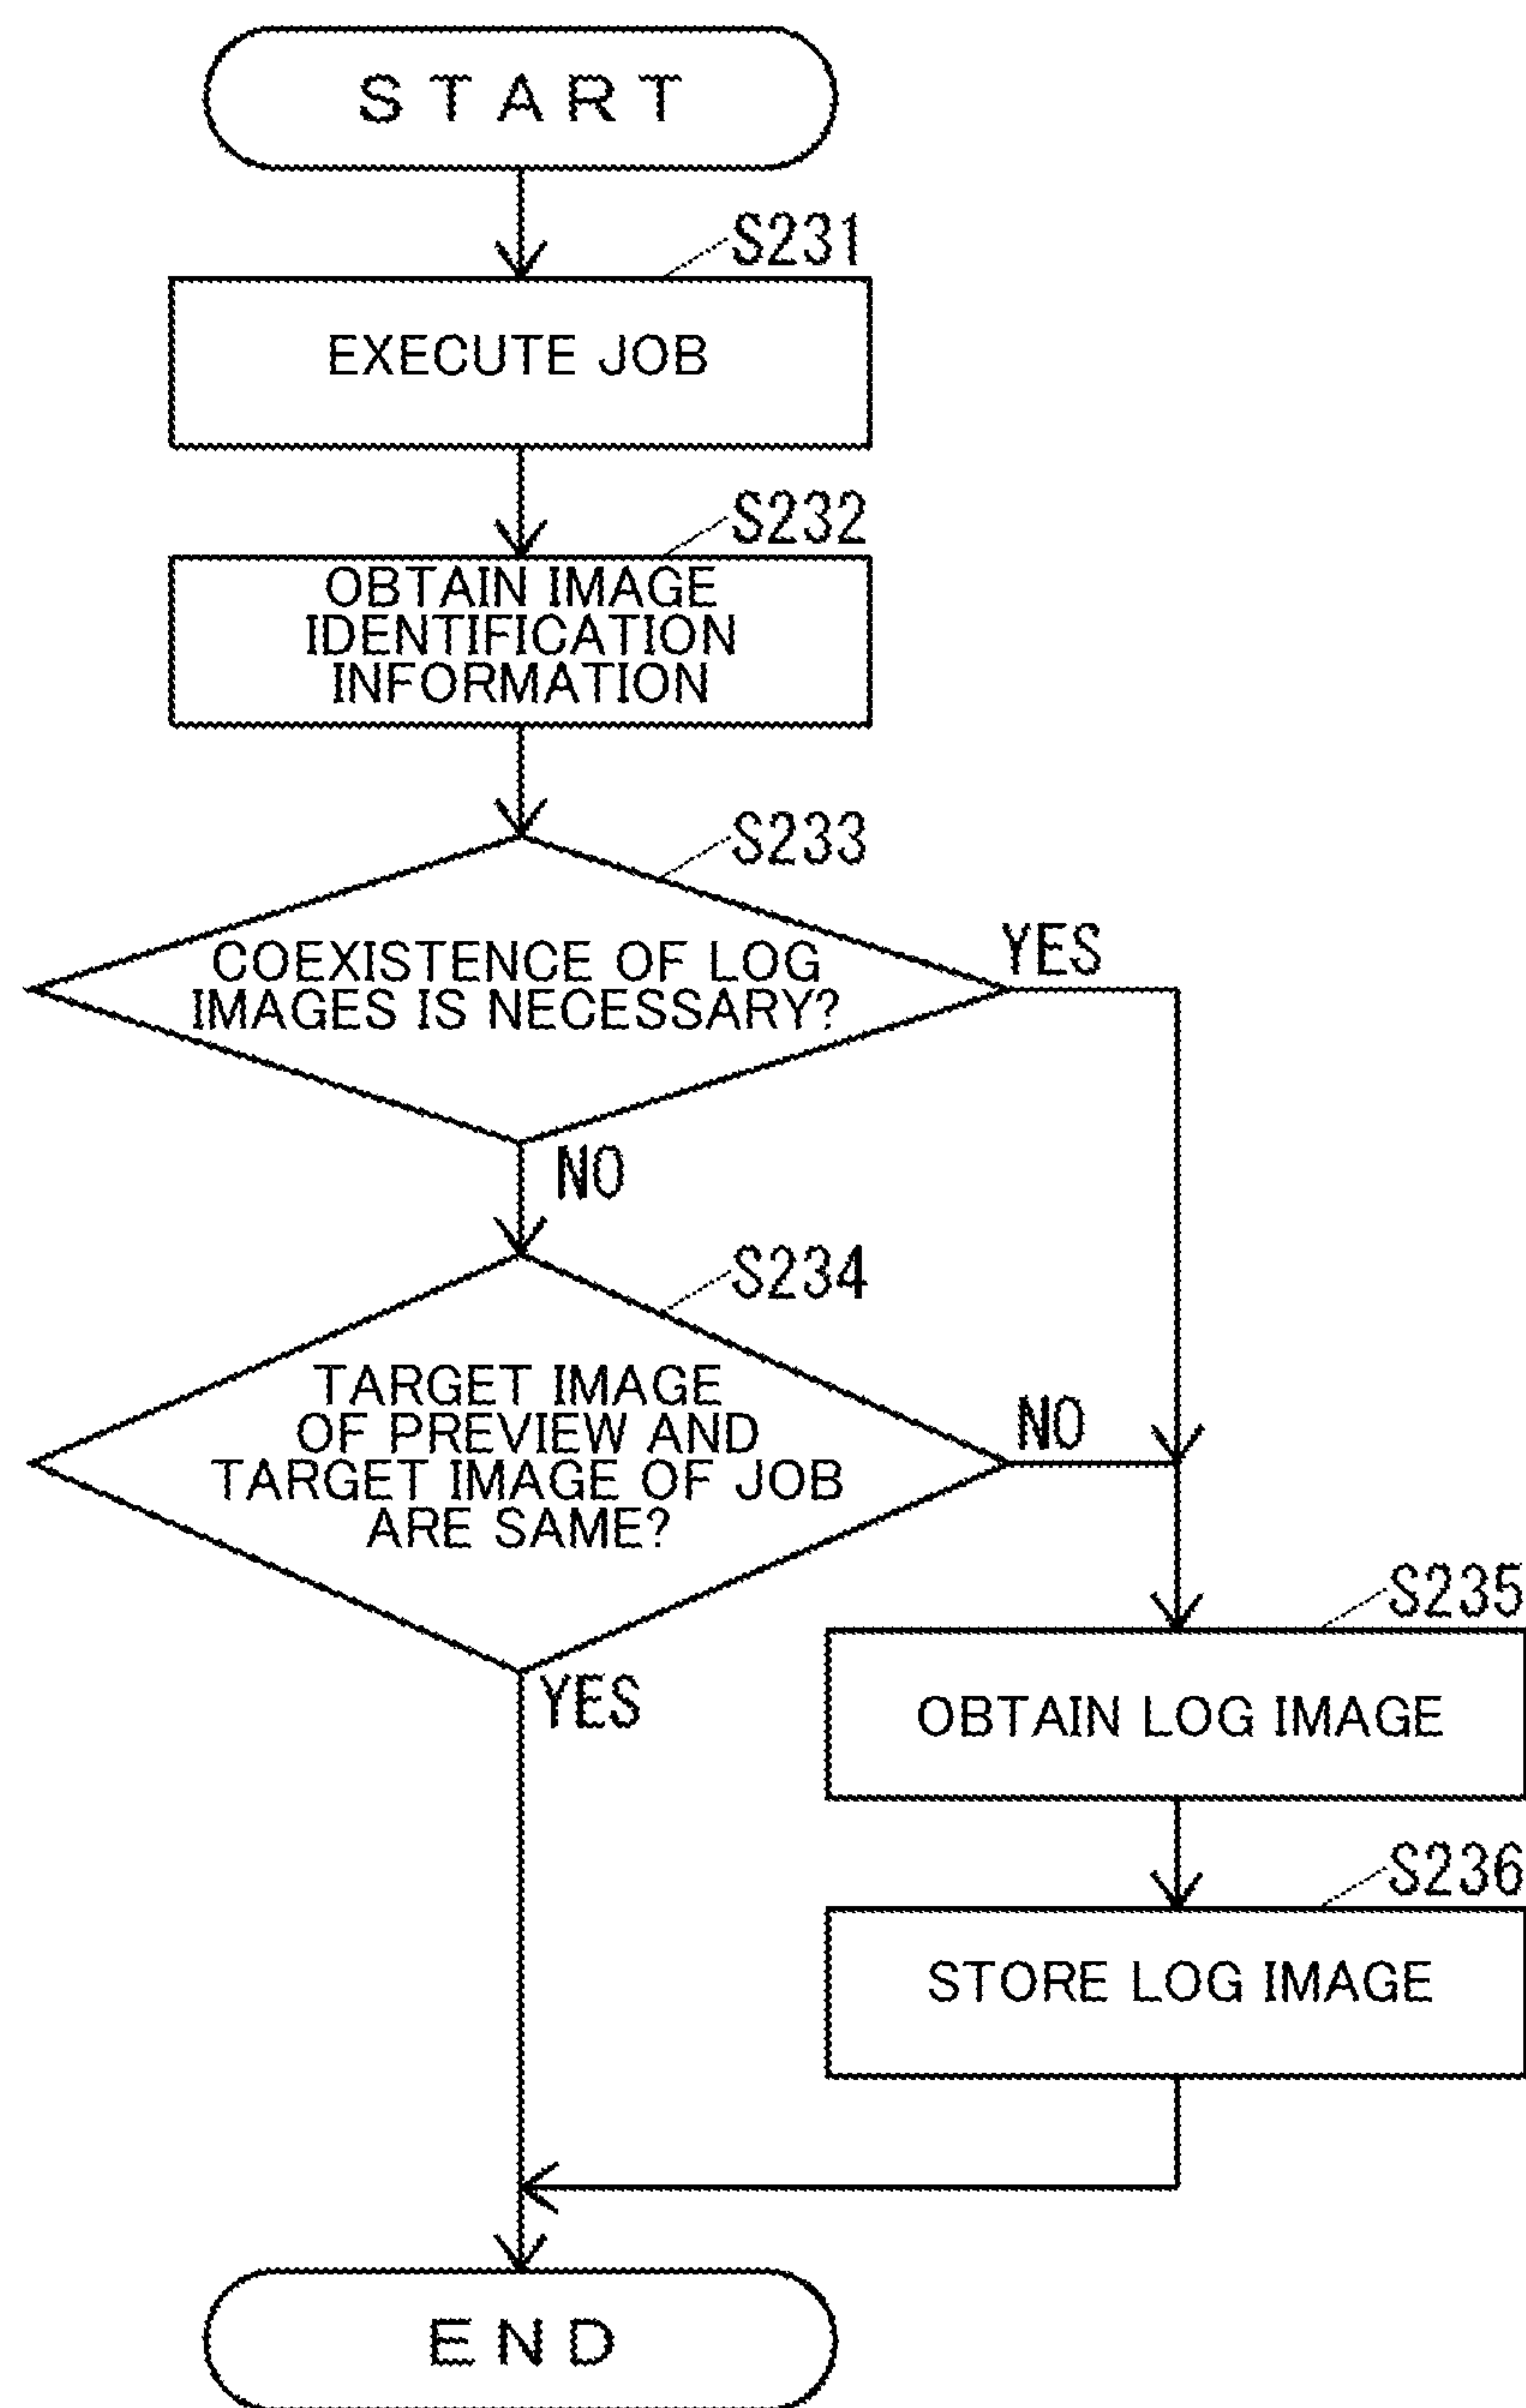 START
S231
EXECUTE JOB
S232
OBTAIN IMAGE
IDENTIFICATION
INFORMATION
S233
COEXISTENCE OF LOG
IMAGES IS NECESSARY?
YES
NO
S234
TARGET IMAGE
OF PREVIEW AND
TARGET IMAGE OF JOB
ARE SAME?
NO
YES
S235
OBTAIN LOG IMAGE
S236
STORE LOG IMAGE
END